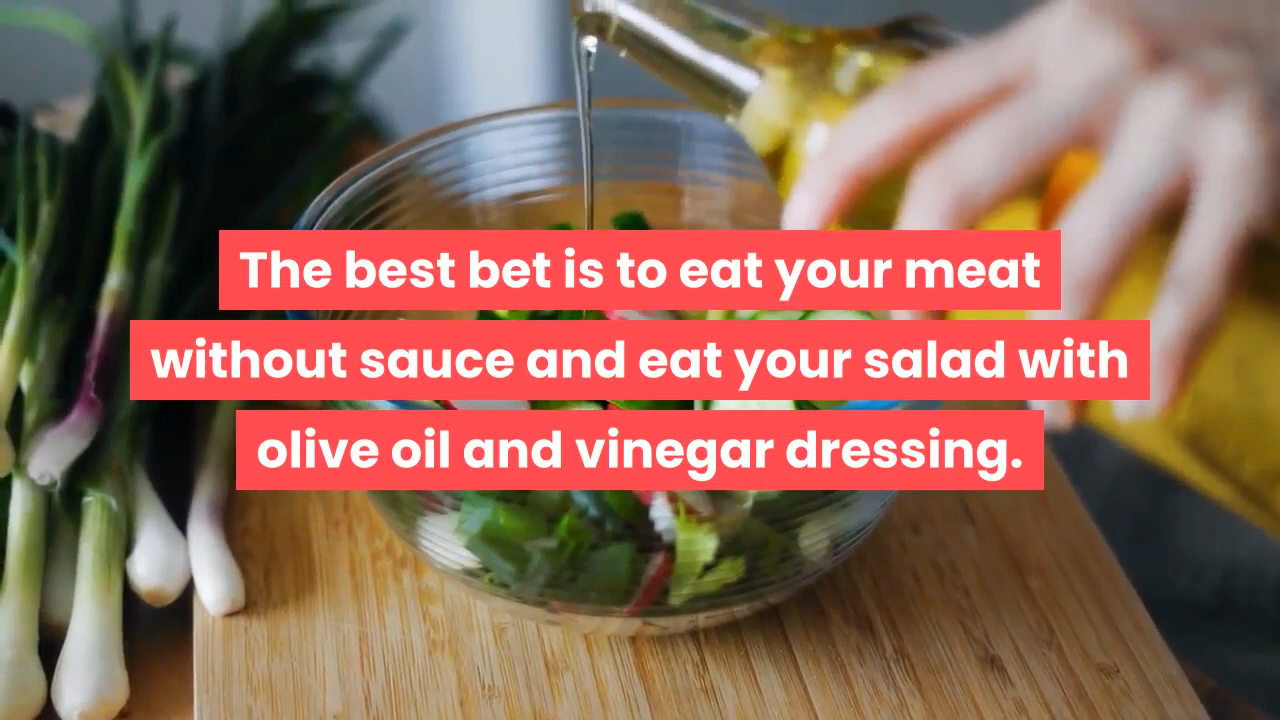 The best bet is to eat your meat
without sauce and eat your salad with
olive oil and vinegar dressing.